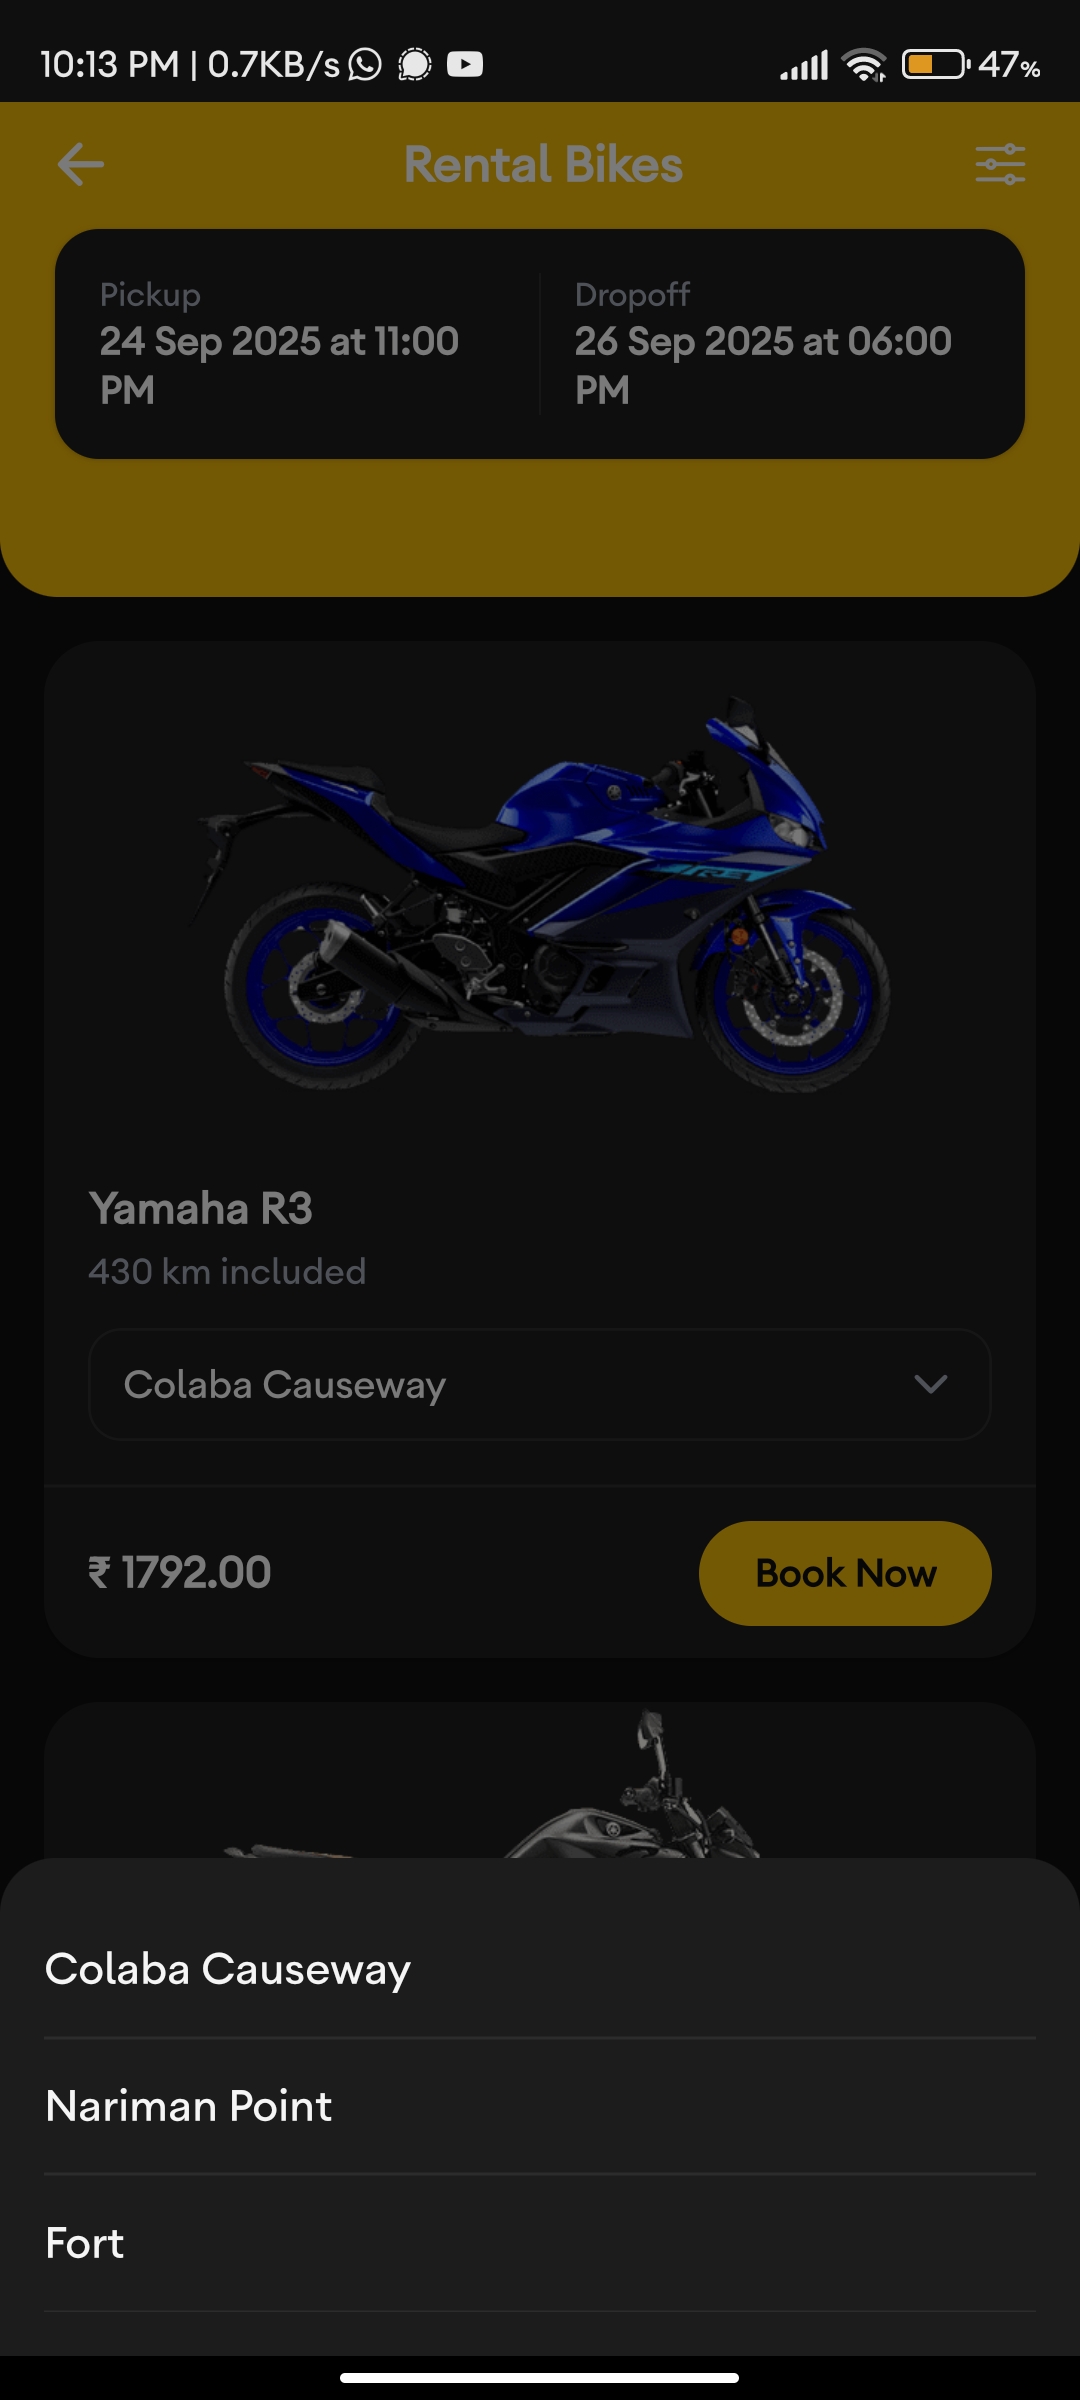 10:13 PM | 0.7KB/s
47%
Rental Bikes
Pickup
24 Sep 2025 at 11:00
PM
Dropoff
26 Sep 2025 at 06:00
PM
Yamaha R3
430 km included
Colaba Causeway
₹ 1792.00
Book Now
Colaba Causeway
Nariman Point
Fort